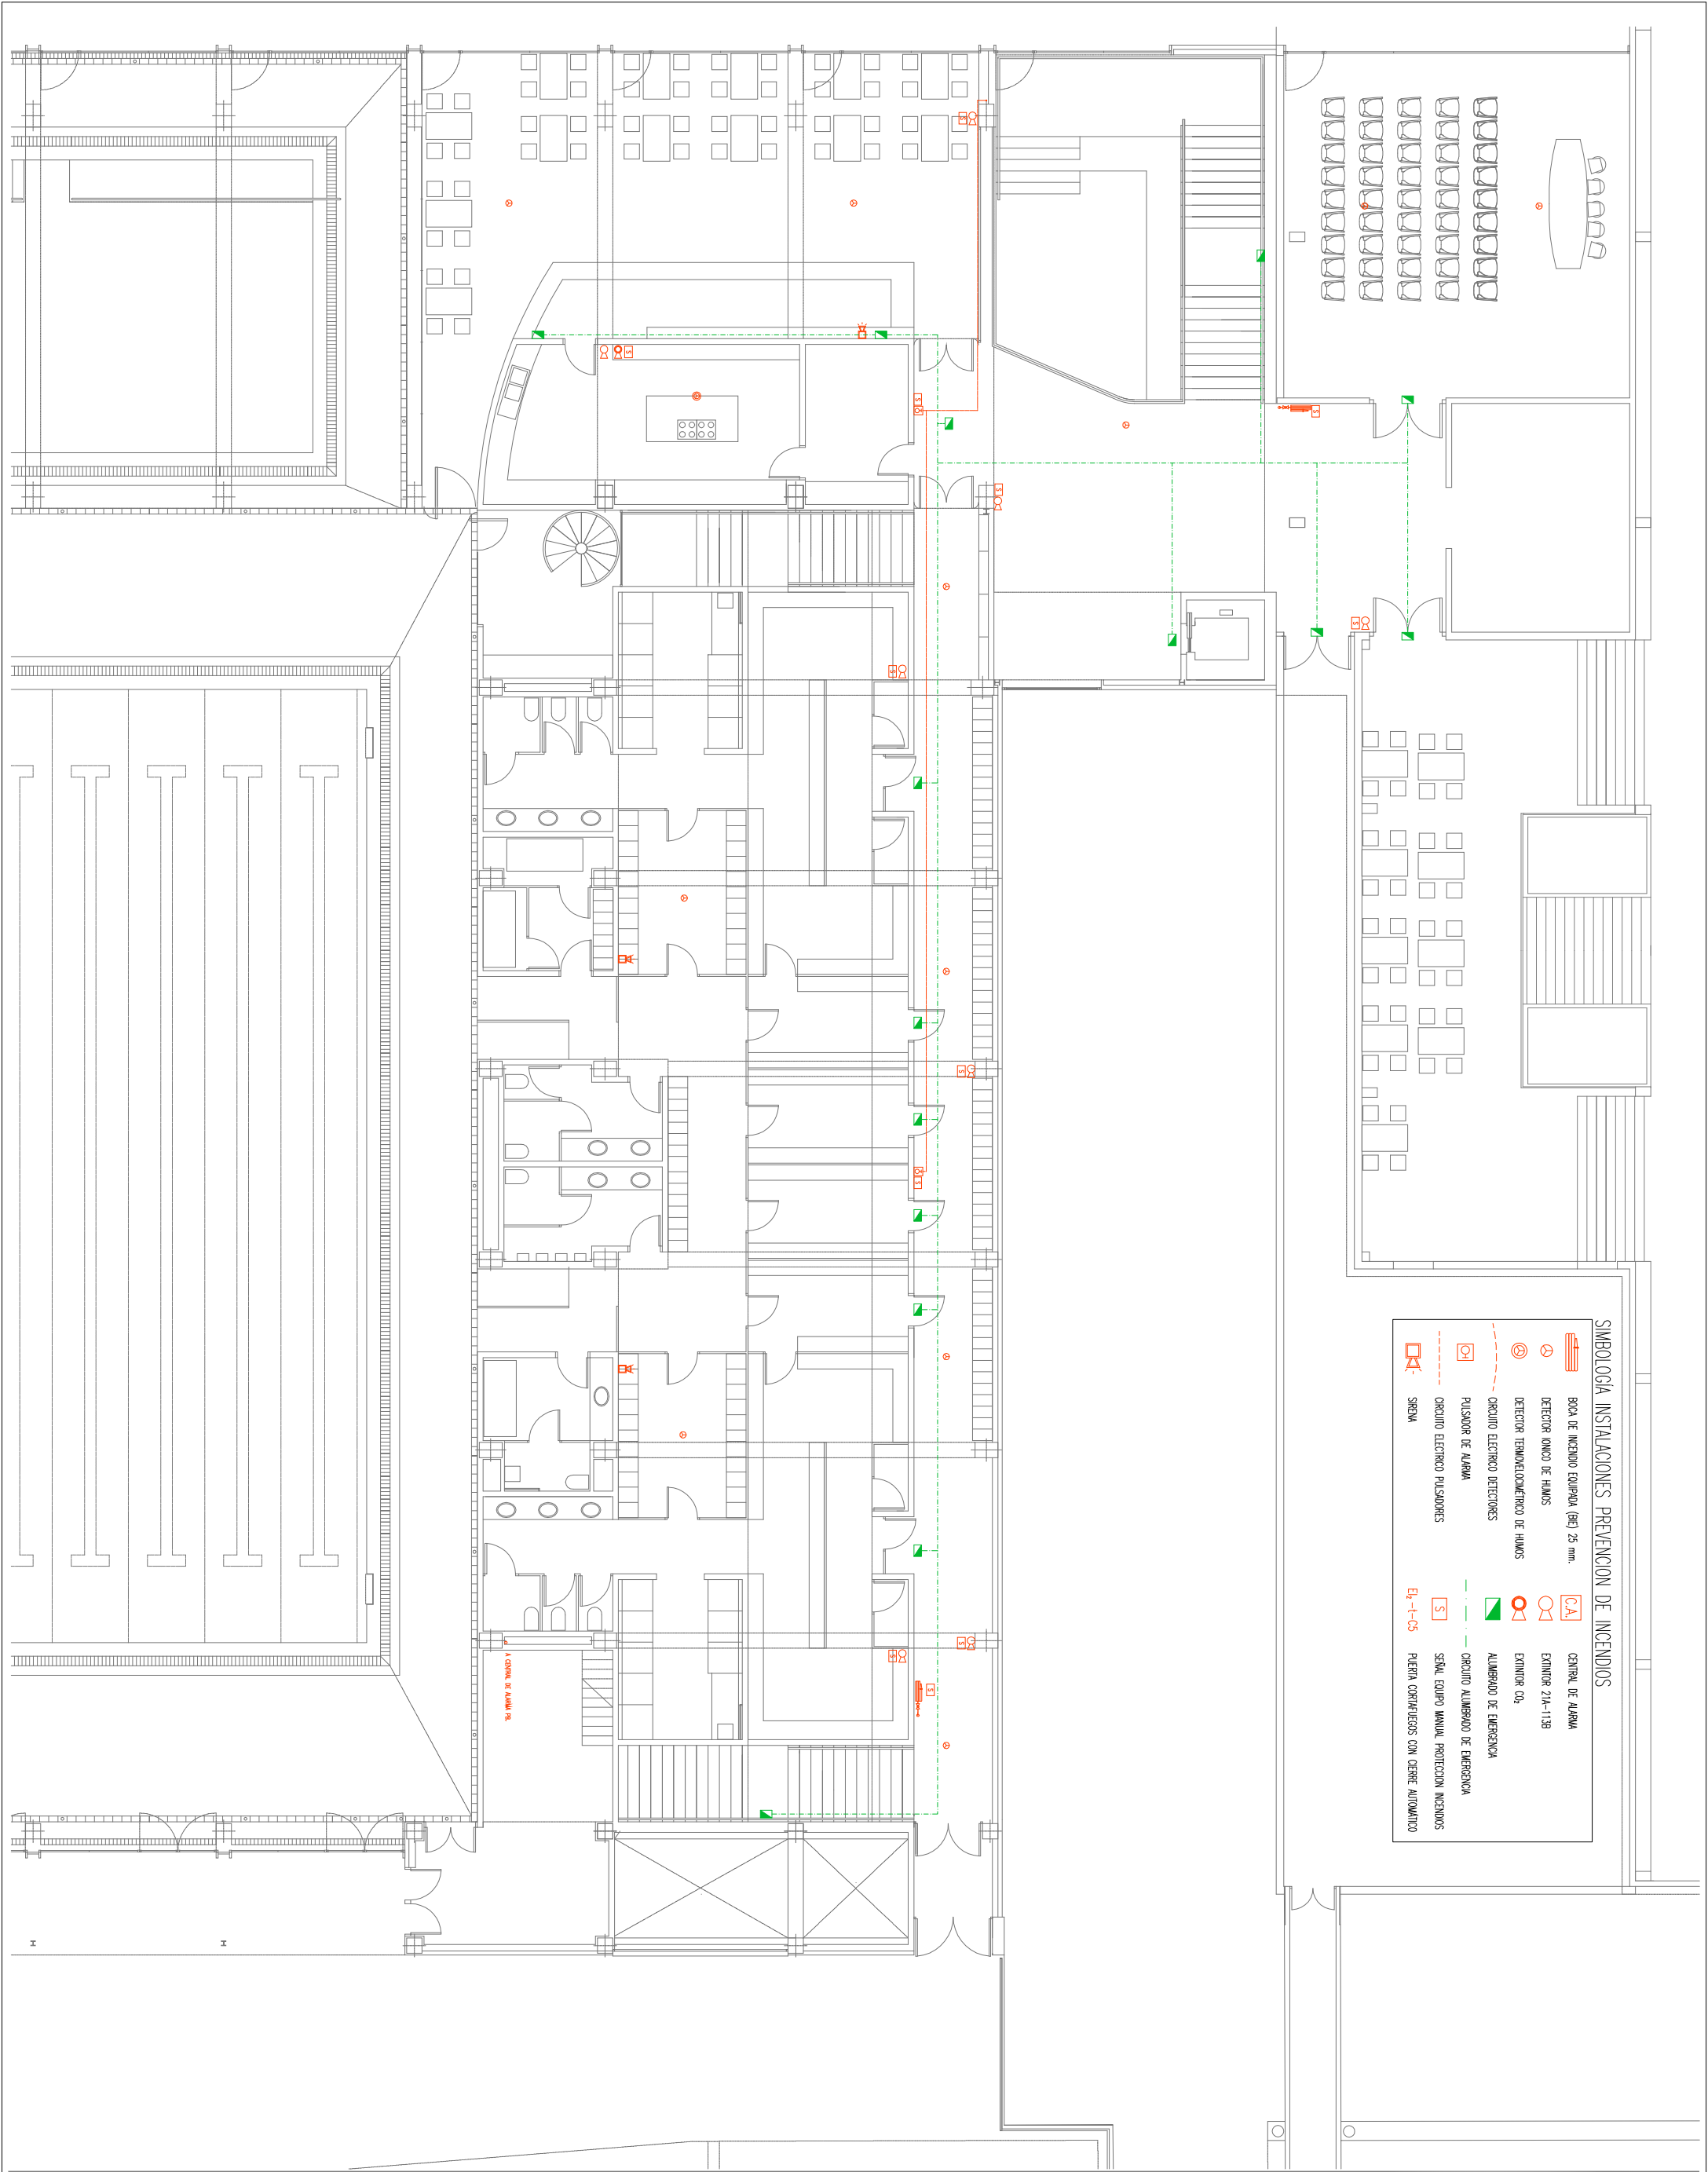 SIMBOLOGÍA INSTALACIONES PREVENCION DE INCENDIOS
BOCA DE INCENDIO EQUIPADA (BIE) 25 mm.
DETECTOR IONICO DE HUMOS
DETECTOR TERMOVELOCIMÉTRICO DE HUMOS
CIRCUITO ELECTRICO DETECTORES
PULSADOR DE ALARMA
CIRCUITO ELECTRICO PULSADORES
SIRENA
C.A. CENTRAL DE ALARMA
EXTINTOR 21A-113B
EXTINTOR CO₂
ALUMBRADO DE EMERGENCIA
CIRCUITO ALUMBRADO DE EMERGENCIA
S SEÑAL EQUIPO MANUAL PROTECCION INCENDIOS
EI₂-t-C5 PUERTA CORTAFUEGOS CON CIERRE AUTOMÁTICO
S
S
S
S
S
S
S
S
S
S
S
S
S
A CENTRAL DE ALARMA PB.